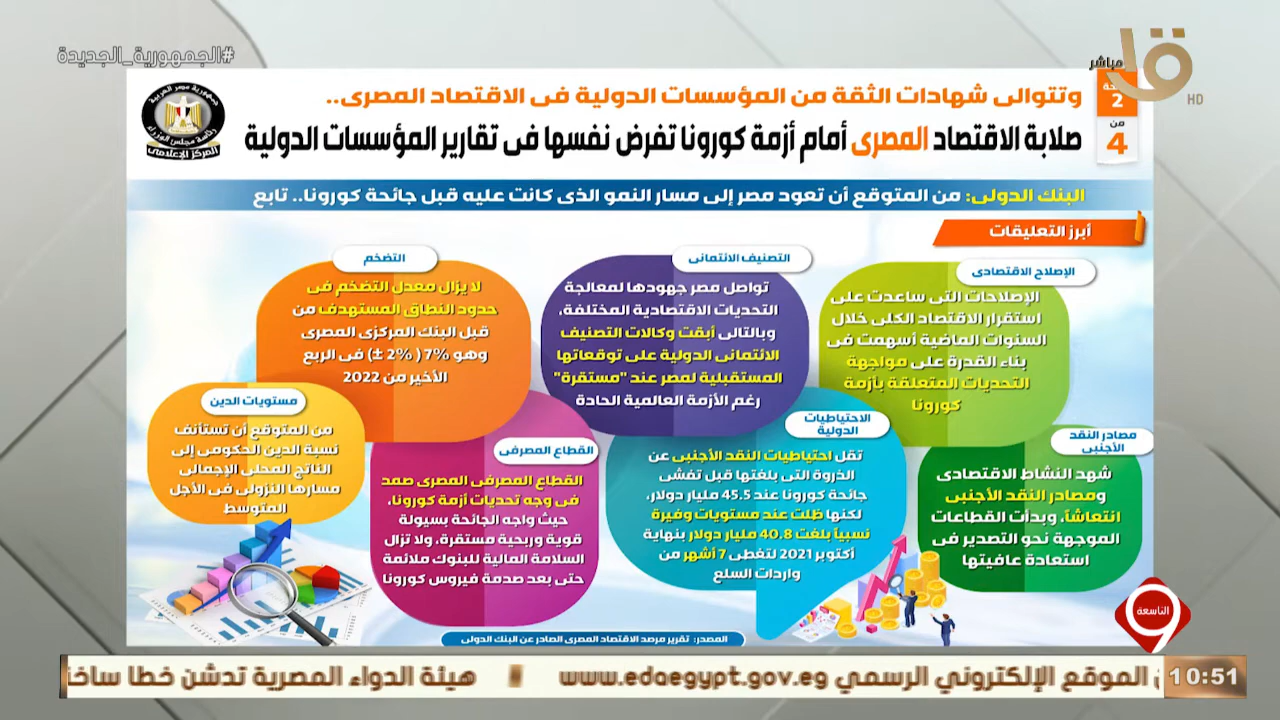 #الجمهورية_الجديدة
مباشر
HD
2
من
4
وتتوالى شهادات الثقة من المؤسسات الدولية فى الاقتصاد المصرى..
صلابة الاقتصاد المصرى أمام أزمة كورونا تفرض نفسها فى تقارير المؤسسات الدولية
جمهورية مصر العربية
رئاسة مجلس الوزراء
المركز الإعلامى
البنك الدولى: من المتوقع أن تعود مصر إلى مسار النمو الذى كانت عليه قبل جائحة كورونا.. تابع
أبرز التعليقات
الإصلاح الاقتصادى
الإصلاحات التى ساعدت على
استقرار الاقتصاد الكلى خلال
السنوات الماضية أسهمت فى
بناء القدرة على مواجهة
التحديات المتعلقة بأزمة
كورونا
التصنيف الائتمانى
تواصل مصر جهودها لمعالجة
التحديات الاقتصادية المختلفة،
وبالتالى أبقت وكالات التصنيف
الائتمانى الدولية على توقعاتها
المستقبلية لمصر عند "مستقرة"
رغم الأزمة العالمية الحادة
التضخم
لا يزال معدل التضخم فى
حدود النطاق المستهدف من
قبل البنك المركزى المصرى
وهو 7% (± 2%) فى الربع
الأخير من 2022
مصادر النقد
الأجنبى
شهد النشاط الاقتصادى
ومصادر النقد الأجنبى
انتعاشاً، وبدأت القطاعات
الموجهة نحو التصدير فى
استعادة عافيتها
الاحتياطيات
الدولية
تقل احتياطيات النقد الأجنبى عن
الذروة التى بلغتها قبل تفشى
جائحة كورونا عند 45.5 مليار دولار،
لكنها ظلت عند مستويات وفيرة
نسبياً بلغت 40.8 مليار دولار بنهاية
أكتوبر 2021 لتغطى 7 أشهر من
واردات السلع
القطاع المصرفى
القطاع المصرفى المصرى صمد
فى وجه تحديات أزمة كورونا،
حيث واجه الجائحة بسيولة
قوية وربحية مستقرة، ولا تزال
السلامة المالية للبنوك ملائمة
حتى بعد صدمة فيروس كورونا
مستويات الدين
من المتوقع أن تستأنف
نسبة الدين الحكومى إلى
الناتج المحلى الإجمالى
مسارها النزولى فى الأجل
المتوسط
المصدر: تقرير مرصد الاقتصاد المصرى الصادر عن البنك الدولى
التاسعة
10:51
الموقع الإلكتروني الرسمي www.edaegypt.gov.eg
هيئة الدواء المصرية تدشن خطا